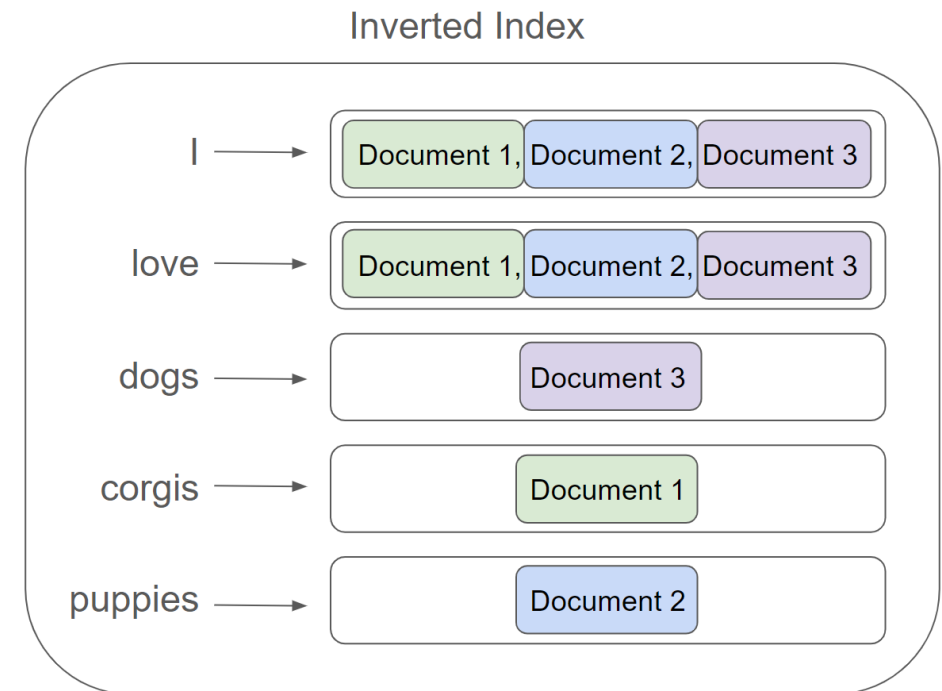 Inverted Index
I
Document 1, Document 2, Document 3
love
Document 1, Document 2, Document 3
dogs
Document 3
corgis
Document 1
puppies
Document 2